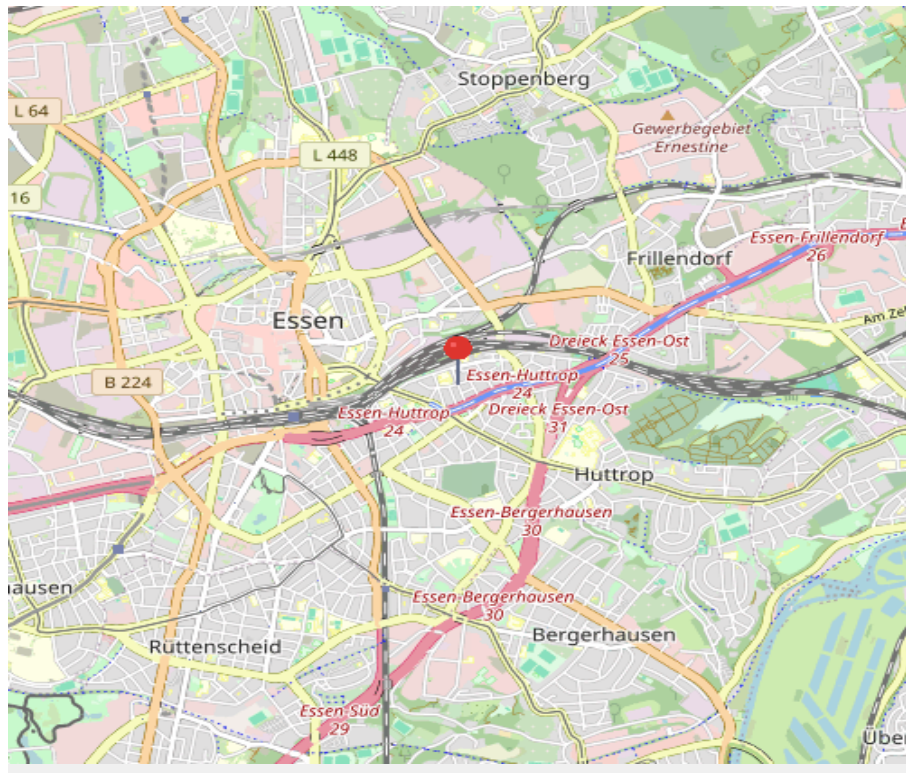 Stoppenberg
L 64
Gewerbegebiet
Ernestine
L 448
16
Essen-Frillendorf
26
E
Frillendorf
Essen
Am Ze
Dreieck Essen-Ost
25
B 224
Essen-Huttrop
24
Essen-Huttrop
24
Dreieck Essen-Ost
31
Huttrop
Essen-Bergerhausen
30
hausen
Essen-Bergerhausen
30
Bergerhausen
Rüttenscheid
Essen-Süd
29
Über